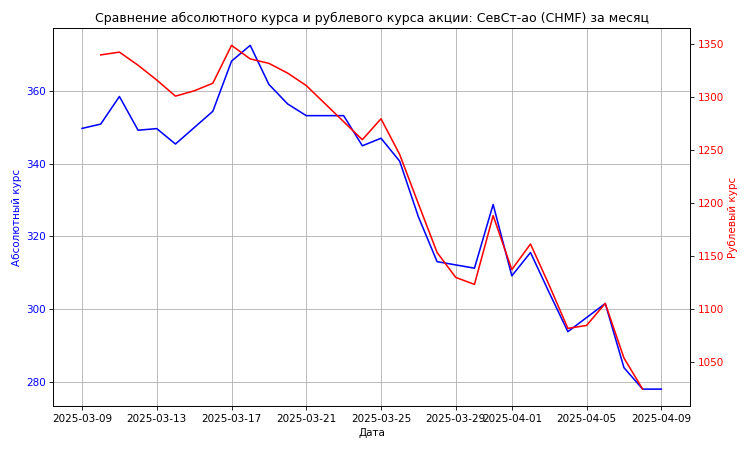 Сравнение абсолютного курса и рублевого курса акции: СевСт-ао (CHMF) за месяц
360
340
320
300
280
Абсолютный курс
1350
1300
1250
1200
1150
1100
1050
Рублевый курс
2025-03-09 2025-03-13 2025-03-17 2025-03-21 2025-03-25 2025-03-29 2025-04-01 2025-04-05 2025-04-09
Дата